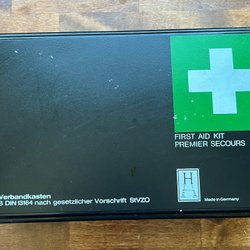 FIRST AID KIT
PREMIER SECOURS
H
Verbandkasten
DIN 13164 nach gesetzlicher Vorschrift StVZO
Made in Germany